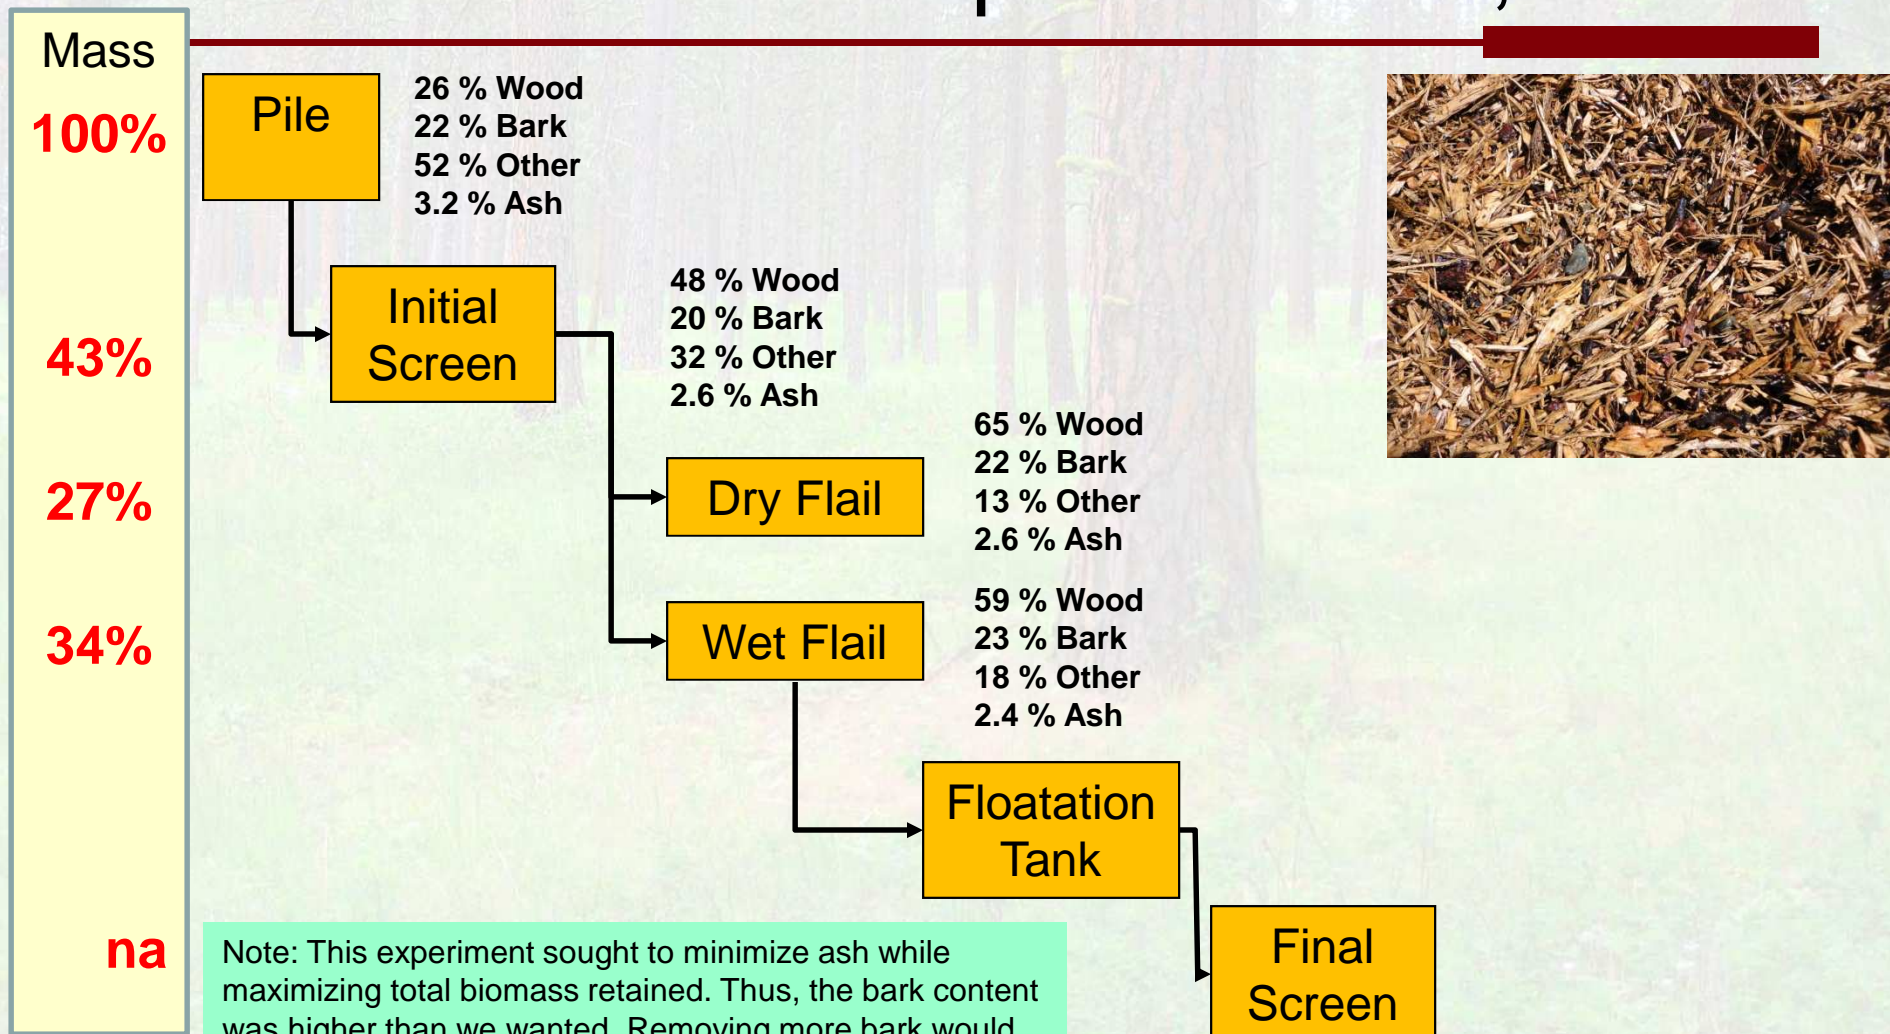 Mass
100%
43%
27%
34%
na
Pile
26 % Wood
22 % Bark
52 % Other
3.2 % Ash
Initial
Screen
48 % Wood
20 % Bark
32 % Other
2.6 % Ash
Dry Flail
65 % Wood
22 % Bark
13 % Other
2.6 % Ash
Wet Flail
59 % Wood
23 % Bark
18 % Other
2.4 % Ash
Floatation
Tank
Final
Screen
Note: This experiment sought to minimize ash while
maximizing total biomass retained. Thus, the bark content
was higher than we wanted. Removing more bark would